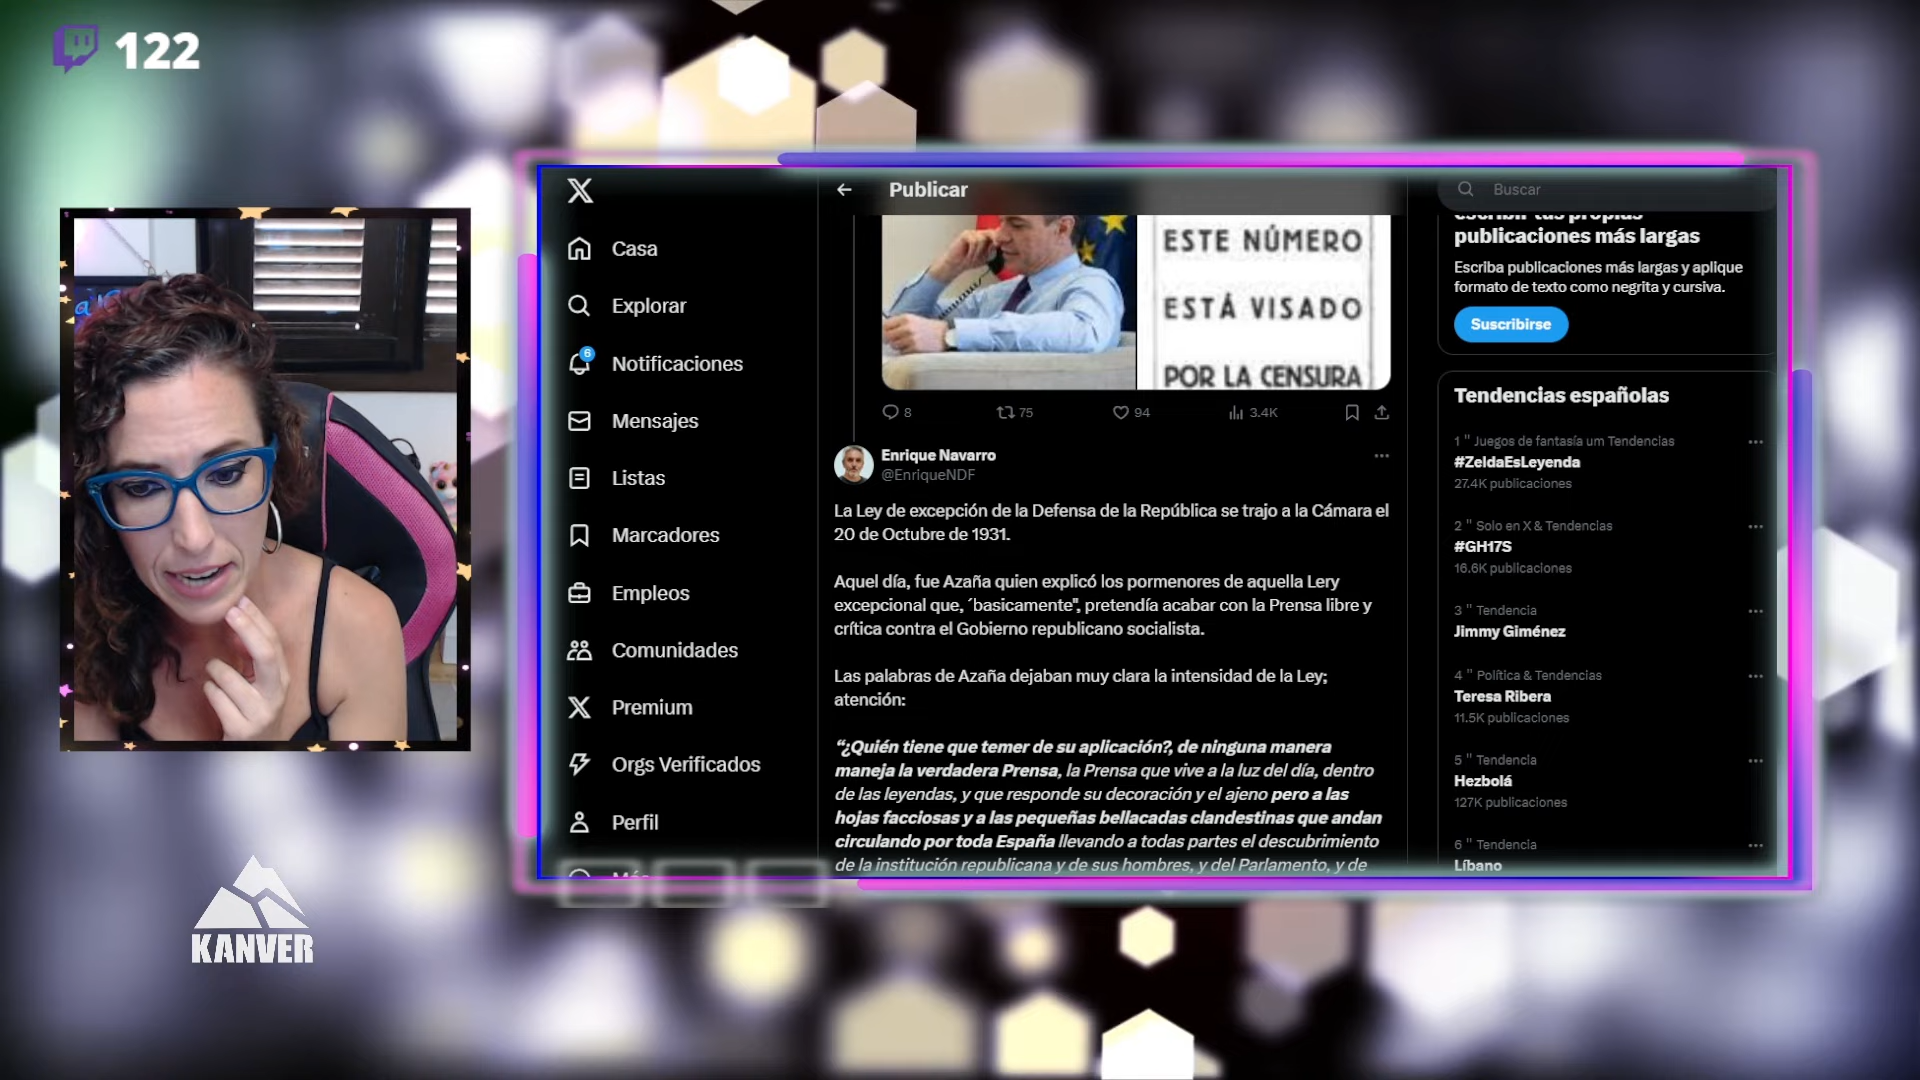 122
Publicar
Buscar
escribir tus propias
publicaciones más largas
Escriba publicaciones más largas y aplique
formato de texto como negrita y cursiva.
Suscribirse
Casa
Explorar
6
Notificaciones
Mensajes
Listas
Marcadores
Empleos
Comunidades
Premium
Orgs Verificados
Perfil
Más
ESTE NÚMERO
ESTÁ VISADO
POR LA CENSURA
8
75
94
3.4K
Enrique Navarro
@EnriqueNDF
La Ley de excepción de la Defensa de la República se trajo a la Cámara el
20 de Octubre de 1931.
Aquel día, fue Azaña quien explicó los pormenores de aquella Lery
excepcional que, ´basicamente", pretendía acabar con la Prensa libre y
crítica contra el Gobierno republicano socialista.
Las palabras de Azaña dejaban muy clara la intensidad de la Ley;
atención:
“¿Quién tiene que temer de su aplicación?, de ninguna manera
maneja la verdadera Prensa, la Prensa que vive a la luz del día, dentro
de las leyendas, y que responde su decoración y el ajeno pero a las
hojas facciosas y a las pequeñas bellacadas clandestinas que andan
circulando por toda España llevando a todas partes el descubrimiento
de la institución republicana y de sus hombres, y del Parlamento, y de
Tendencias españolas
1 " Juegos de fantasía um Tendencias
#ZeldaEsLeyenda
27.4K publicaciones
2 " Solo en X & Tendencias
#GH17S
16.6K publicaciones
3 " Tendencia
Jimmy Giménez
4 " Política & Tendencias
Teresa Ribera
11.5K publicaciones
5 " Tendencia
Hezbolá
127K publicaciones
6 " Tendencia
Líbano
KANVER